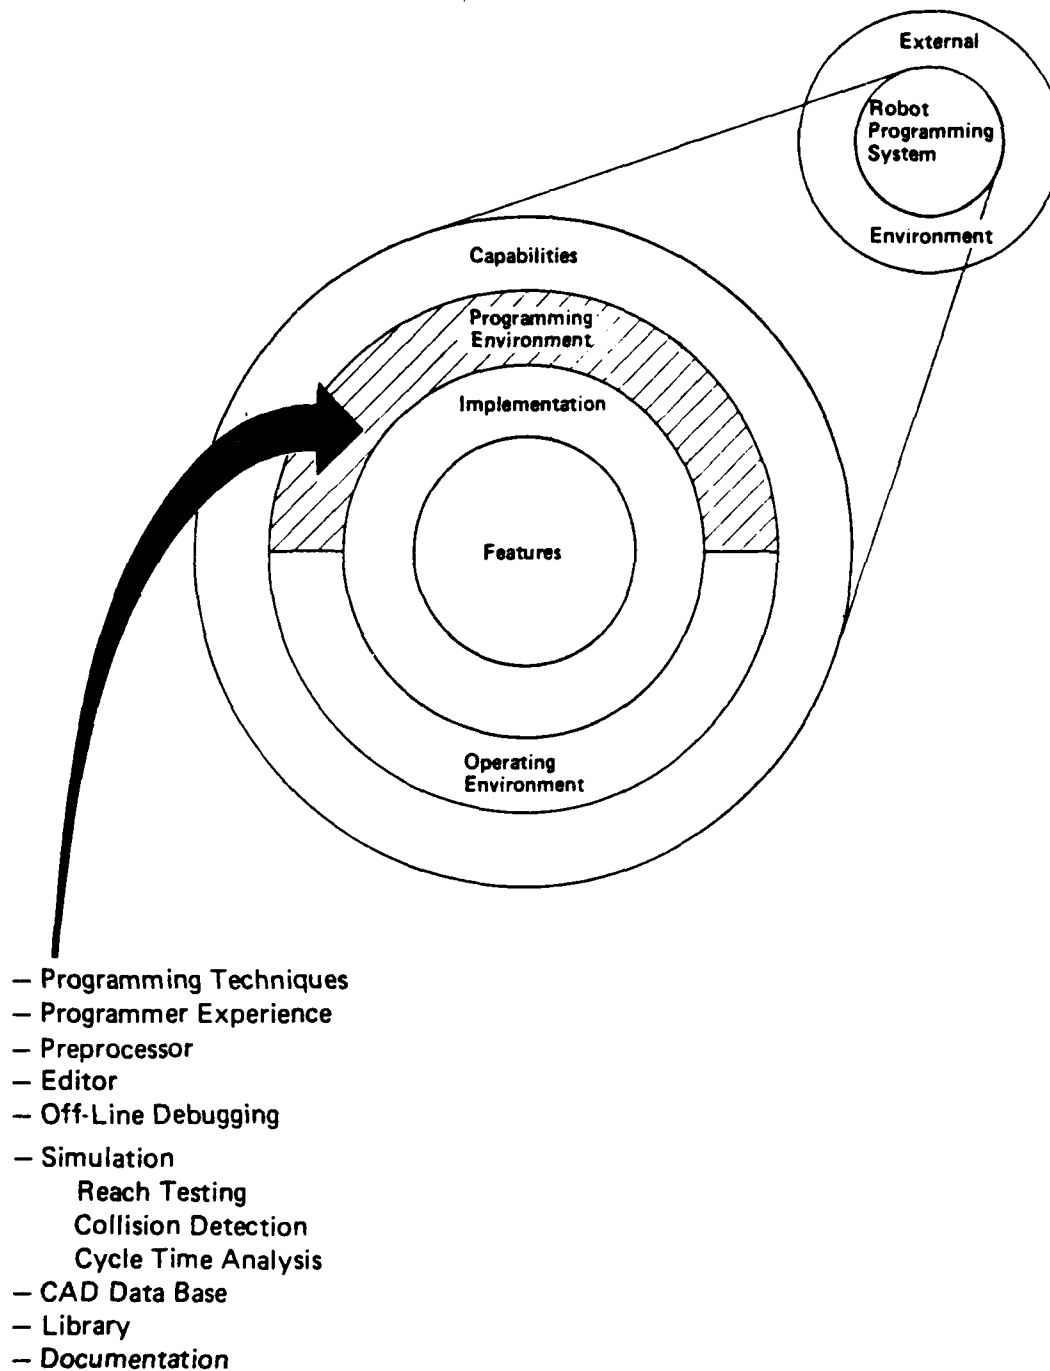 External
Robot
Programming
System
Environment
Capabilities
Programming
Environment
Implementation
Features
Operating
Environment
— Programming Techniques
— Programmer Experience
— Preprocessor
— Editor
— Off-Line Debugging
— Simulation
Reach Testing
Collision Detection
Cycle Time Analysis
— CAD Data Base
— Library
— Documentation